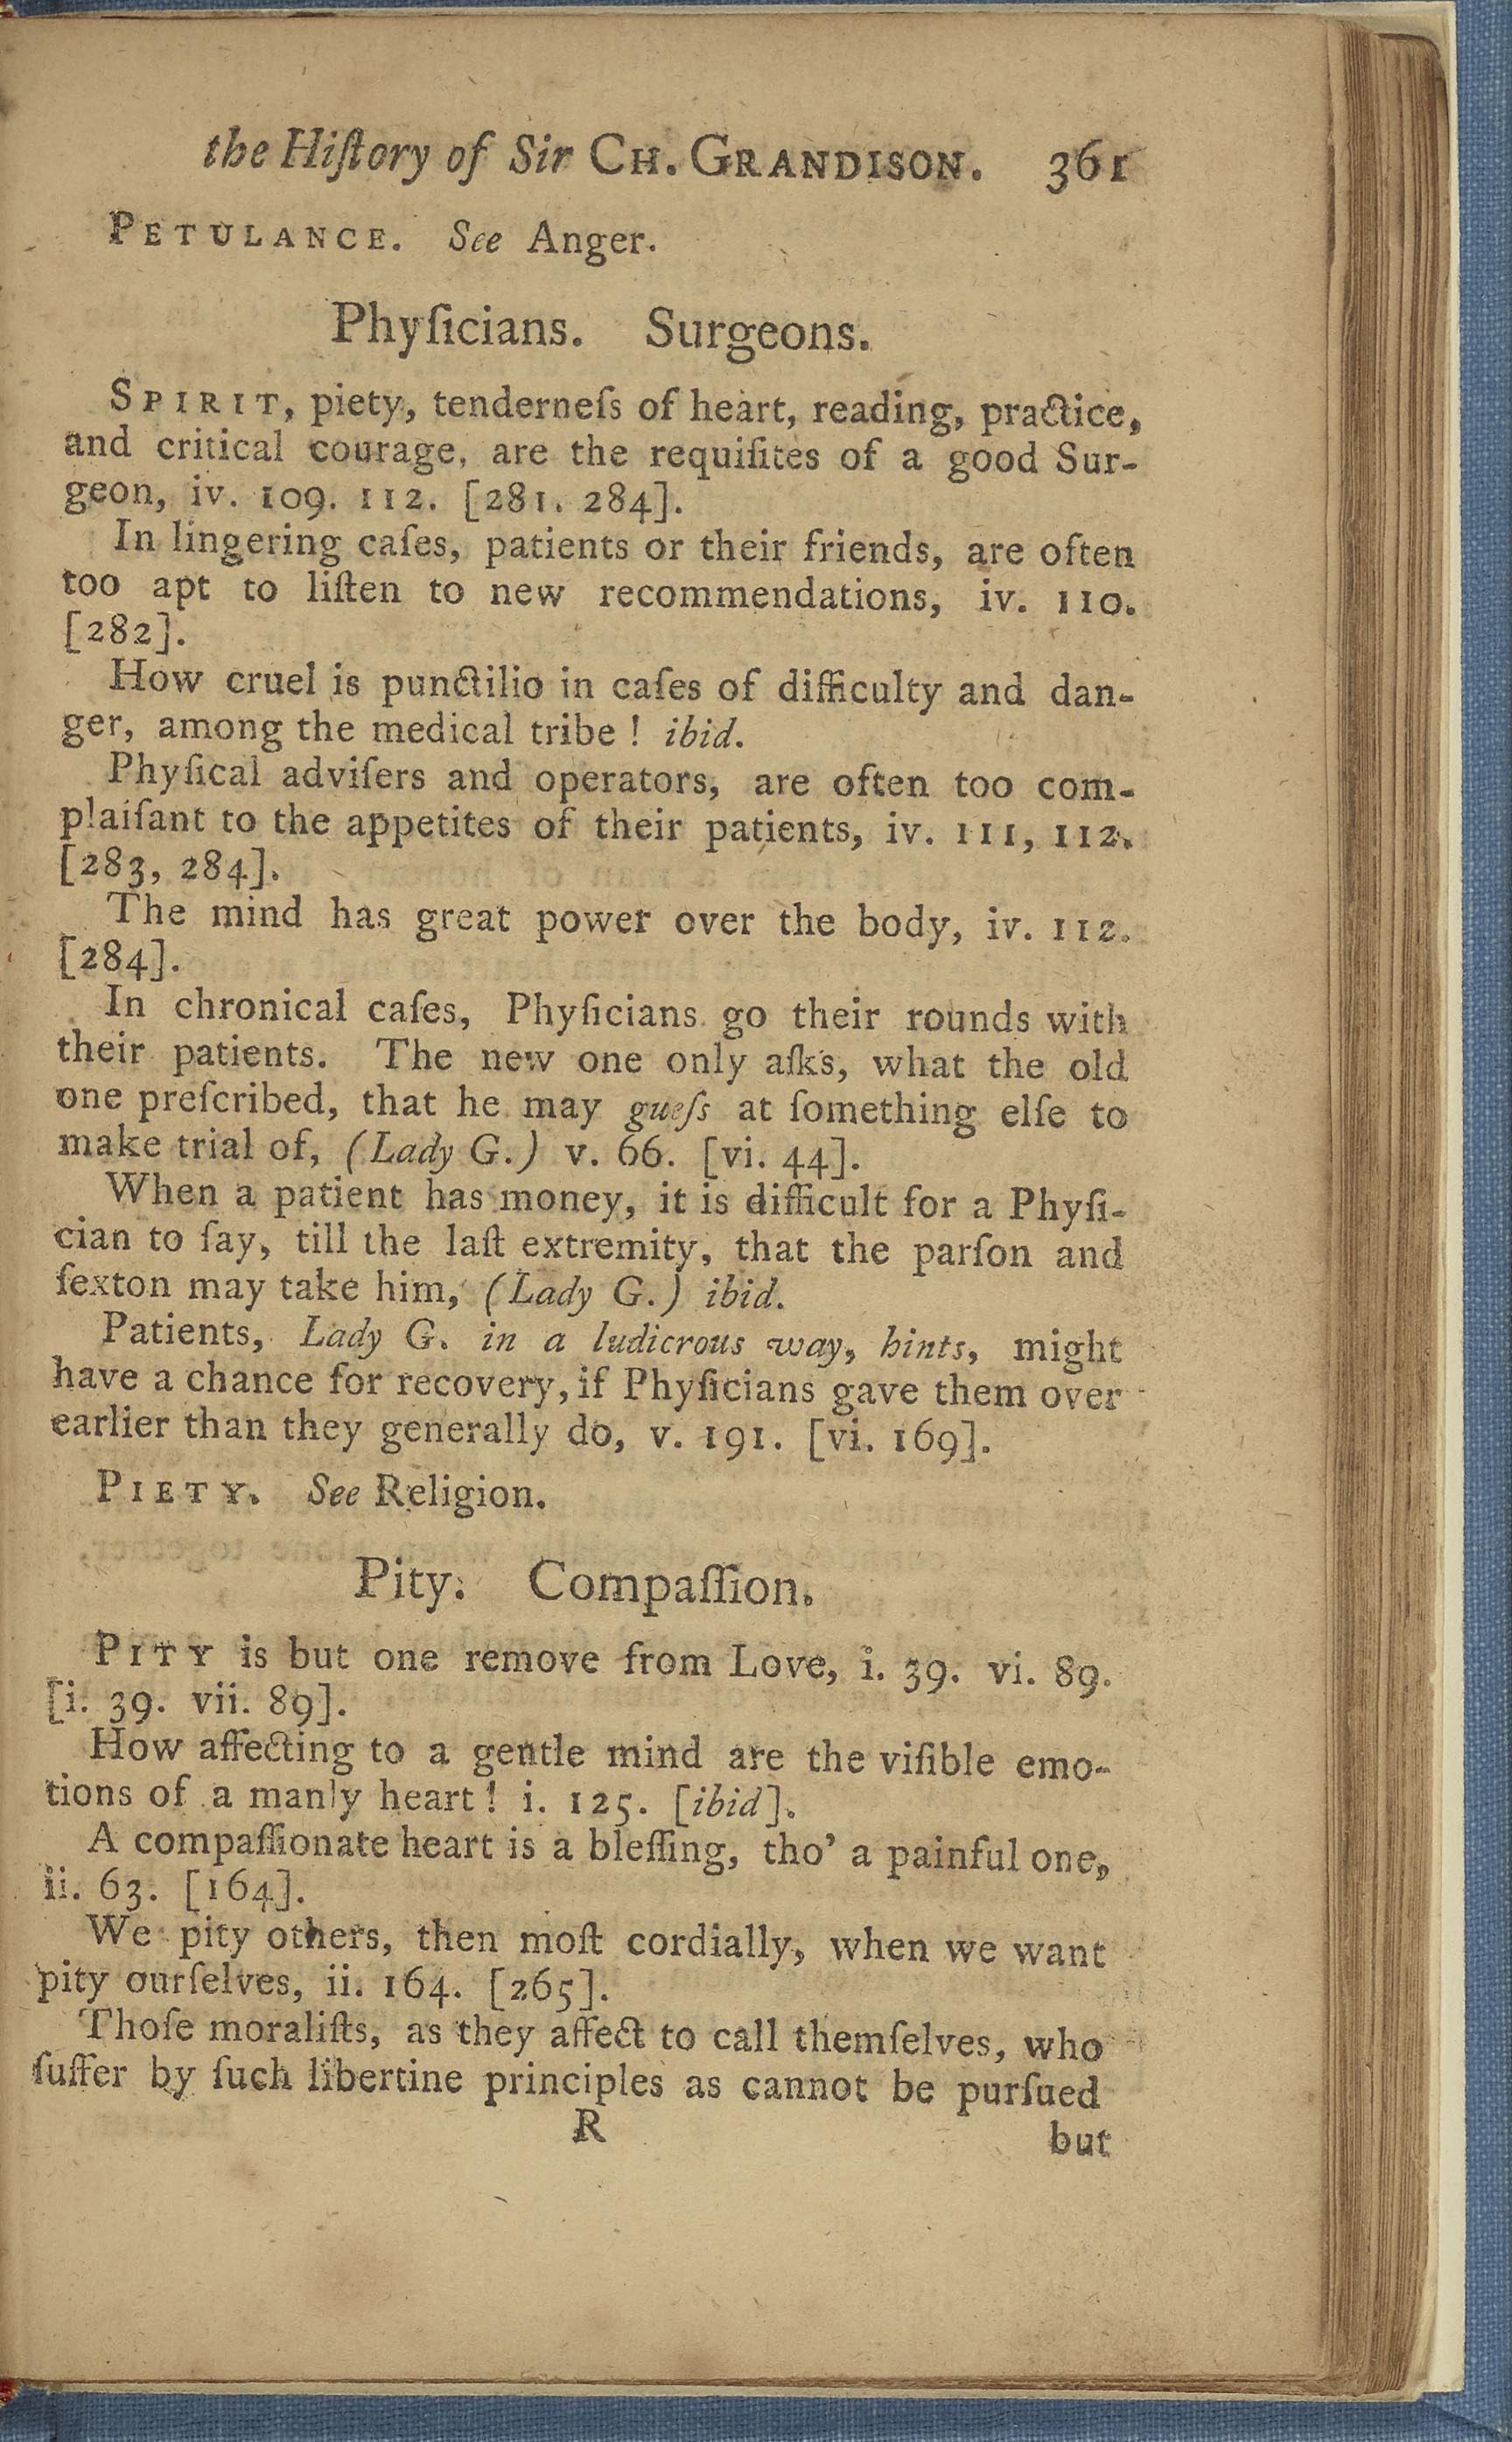 the Hiſtory of Sir CH. GRANDISON. 361
PETULANCE. See Anger.
Phyſicians. Surgeons.
SPIRIT, piety, tenderneſs of heart, reading, practice,
and critical courage, are the requiſites of a good Sur-
geon, iv. 109. 112. [281. 284].
In lingering caſes, patients or their friends, are often
too apt to liſten to new recommendations, iv. 110.
[282].
How cruel is punctilio in caſes of difficulty and dan-
ger, among the medical tribe ! ibid.
Phyſical adviſers and operators, are often too com-
plaiſant to the appetites of their patients, iv. 111, 112.
[283, 284].
The mind has great power over the body, iv. 112.
[284].
In chronical caſes, Phyſicians go their rounds with
their patients. The new one only aſks, what the old
one preſcribed, that he may gueſs at ſomething elſe to
make trial of, (Lady G.) v. 66. [vi. 44].
When a patient has money, it is difficult for a Phyſi-
cian to ſay, till the laſt extremity, that the parſon and
ſexton may take him, (Lady G.) ibid.
Patients, Lady G. in a ludicrous way, hints, might
have a chance for recovery, if Phyſicians gave them over
earlier than they generally do, v. 191. [vi. 169].
PIETY. See Religion.
Pity. Compaſſion.
PITY is but one remove from Love, i. 39. vi. 89.
[i. 39. vii. 89].
How affecting to a gentle mind are the viſible emo-
tions of a manly heart! i. 125. [ibid].
A compaſſionate heart is a bleſſing, tho' a painful one,
ii. 63. [164].
We pity others, then moſt cordially, when we want
pity ourſelves, ii. 164. [265].
Thoſe moraliſts, as they affect to call themſelves, who
ſuffer by ſuch libertine principles as cannot be purſued
R
but